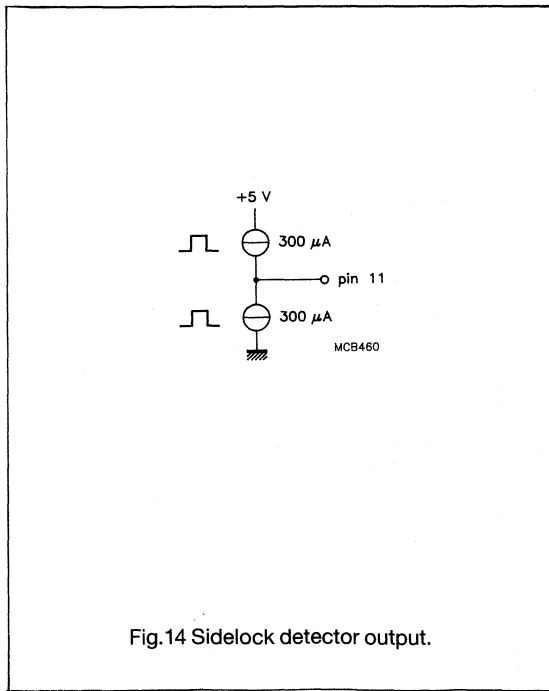 +5 V
300 μA
pin 11
300 μA
MCB460
Fig.14 Sidelock detector output.